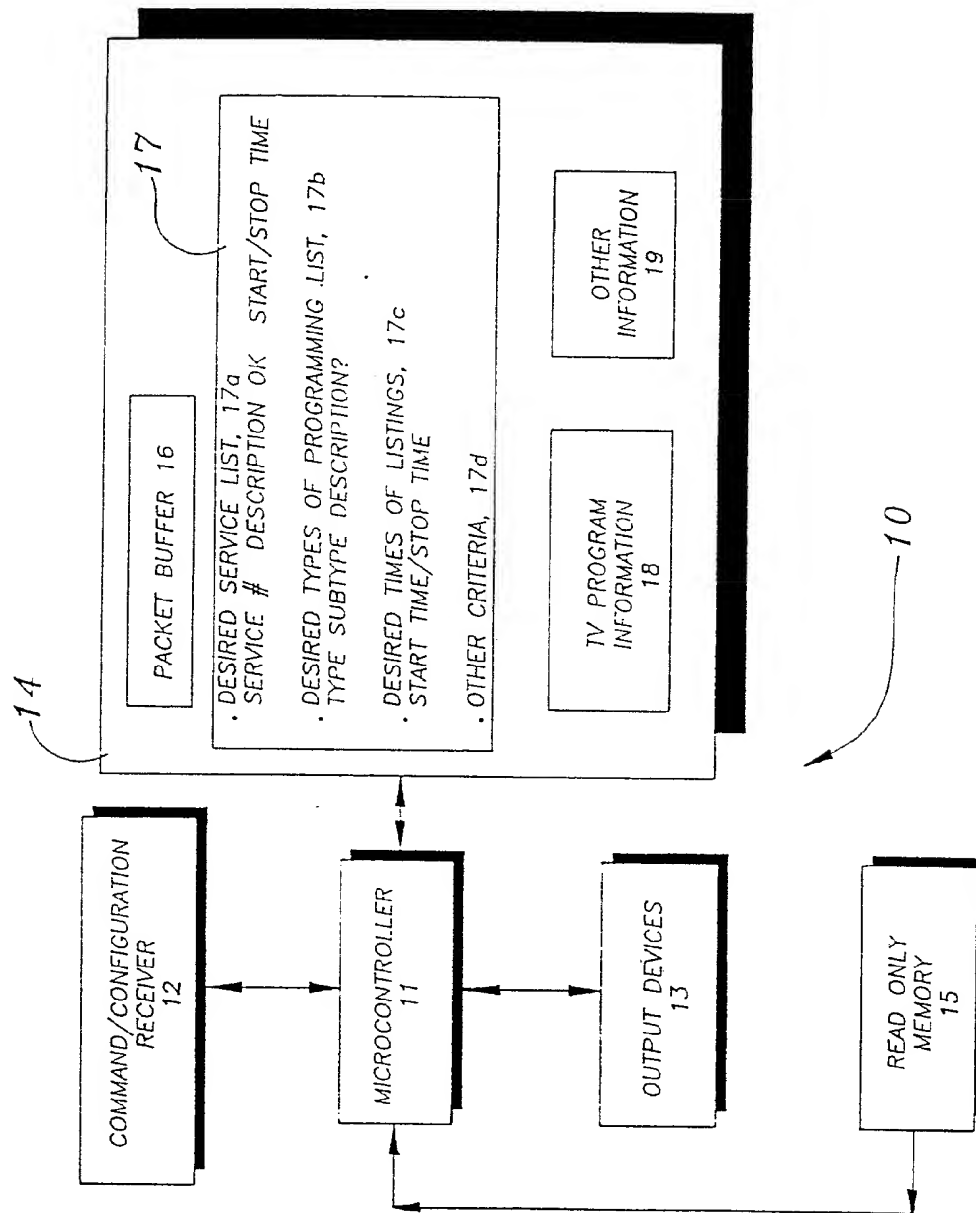 COMMAND/CONFIGURATION
RECEIVER
12
MICROCONTROLLER
11
OUTPUT DEVICES
13
READ ONLY
MEMORY
15
14
PACKET BUFFER 16
17
• DESIRED SERVICE LIST, 17a
SERVICE # DESCRIPTION OK START/STOP TIME
• DESIRED TYPES OF PROGRAMMING LIST, 17b
TYPE SUBTYPE DESCRIPTION?
• DESIRED TIMES OF LISTINGS, 17c
START TIME/STOP TIME
• OTHER CRITERIA, 17d
TV PROGRAM
INFORMATION
18
OTHER
INFORMATION
19
10